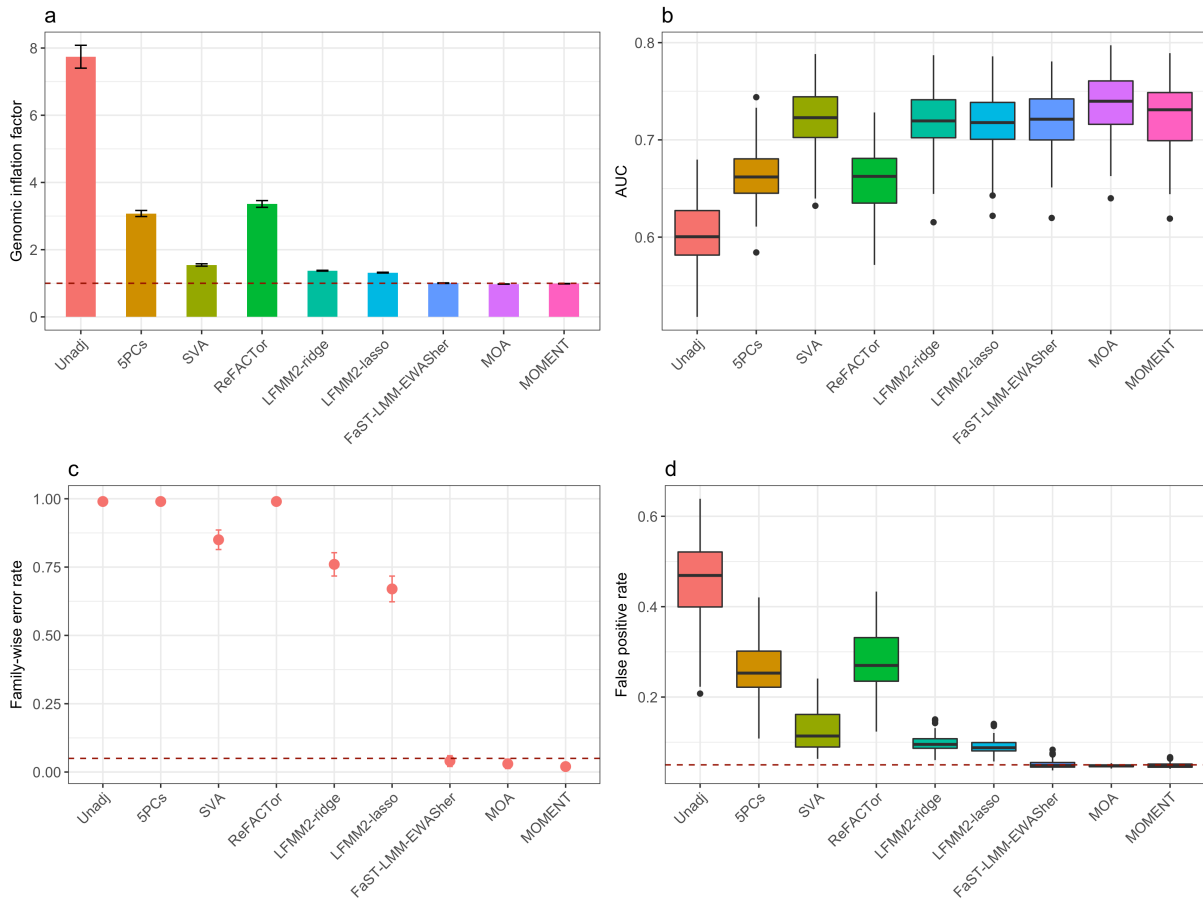 a
Genomic inflation factor
8
6
4
2
0
Unadj
5PCs
SVA
ReFACTor
LFMM2-ridge
LFMM2-lasso
FaST-LMM-EWASher
MOA
MOMENT
b
AUC
0.8
0.7
0.6
Unadj
5PCs
SVA
ReFACTor
LFMM2-ridge
LFMM2-lasso
FaST-LMM-EWASher
MOA
MOMENT
c
Family-wise error rate
1.00
0.75
0.50
0.25
0.00
Unadj
5PCs
SVA
ReFACTor
LFMM2-ridge
LFMM2-lasso
FaST-LMM-EWASher
MOA
MOMENT
d
False positive rate
0.6
0.4
0.2
Unadj
5PCs
SVA
ReFACTor
LFMM2-ridge
LFMM2-lasso
FaST-LMM-EWASher
MOA
MOMENT